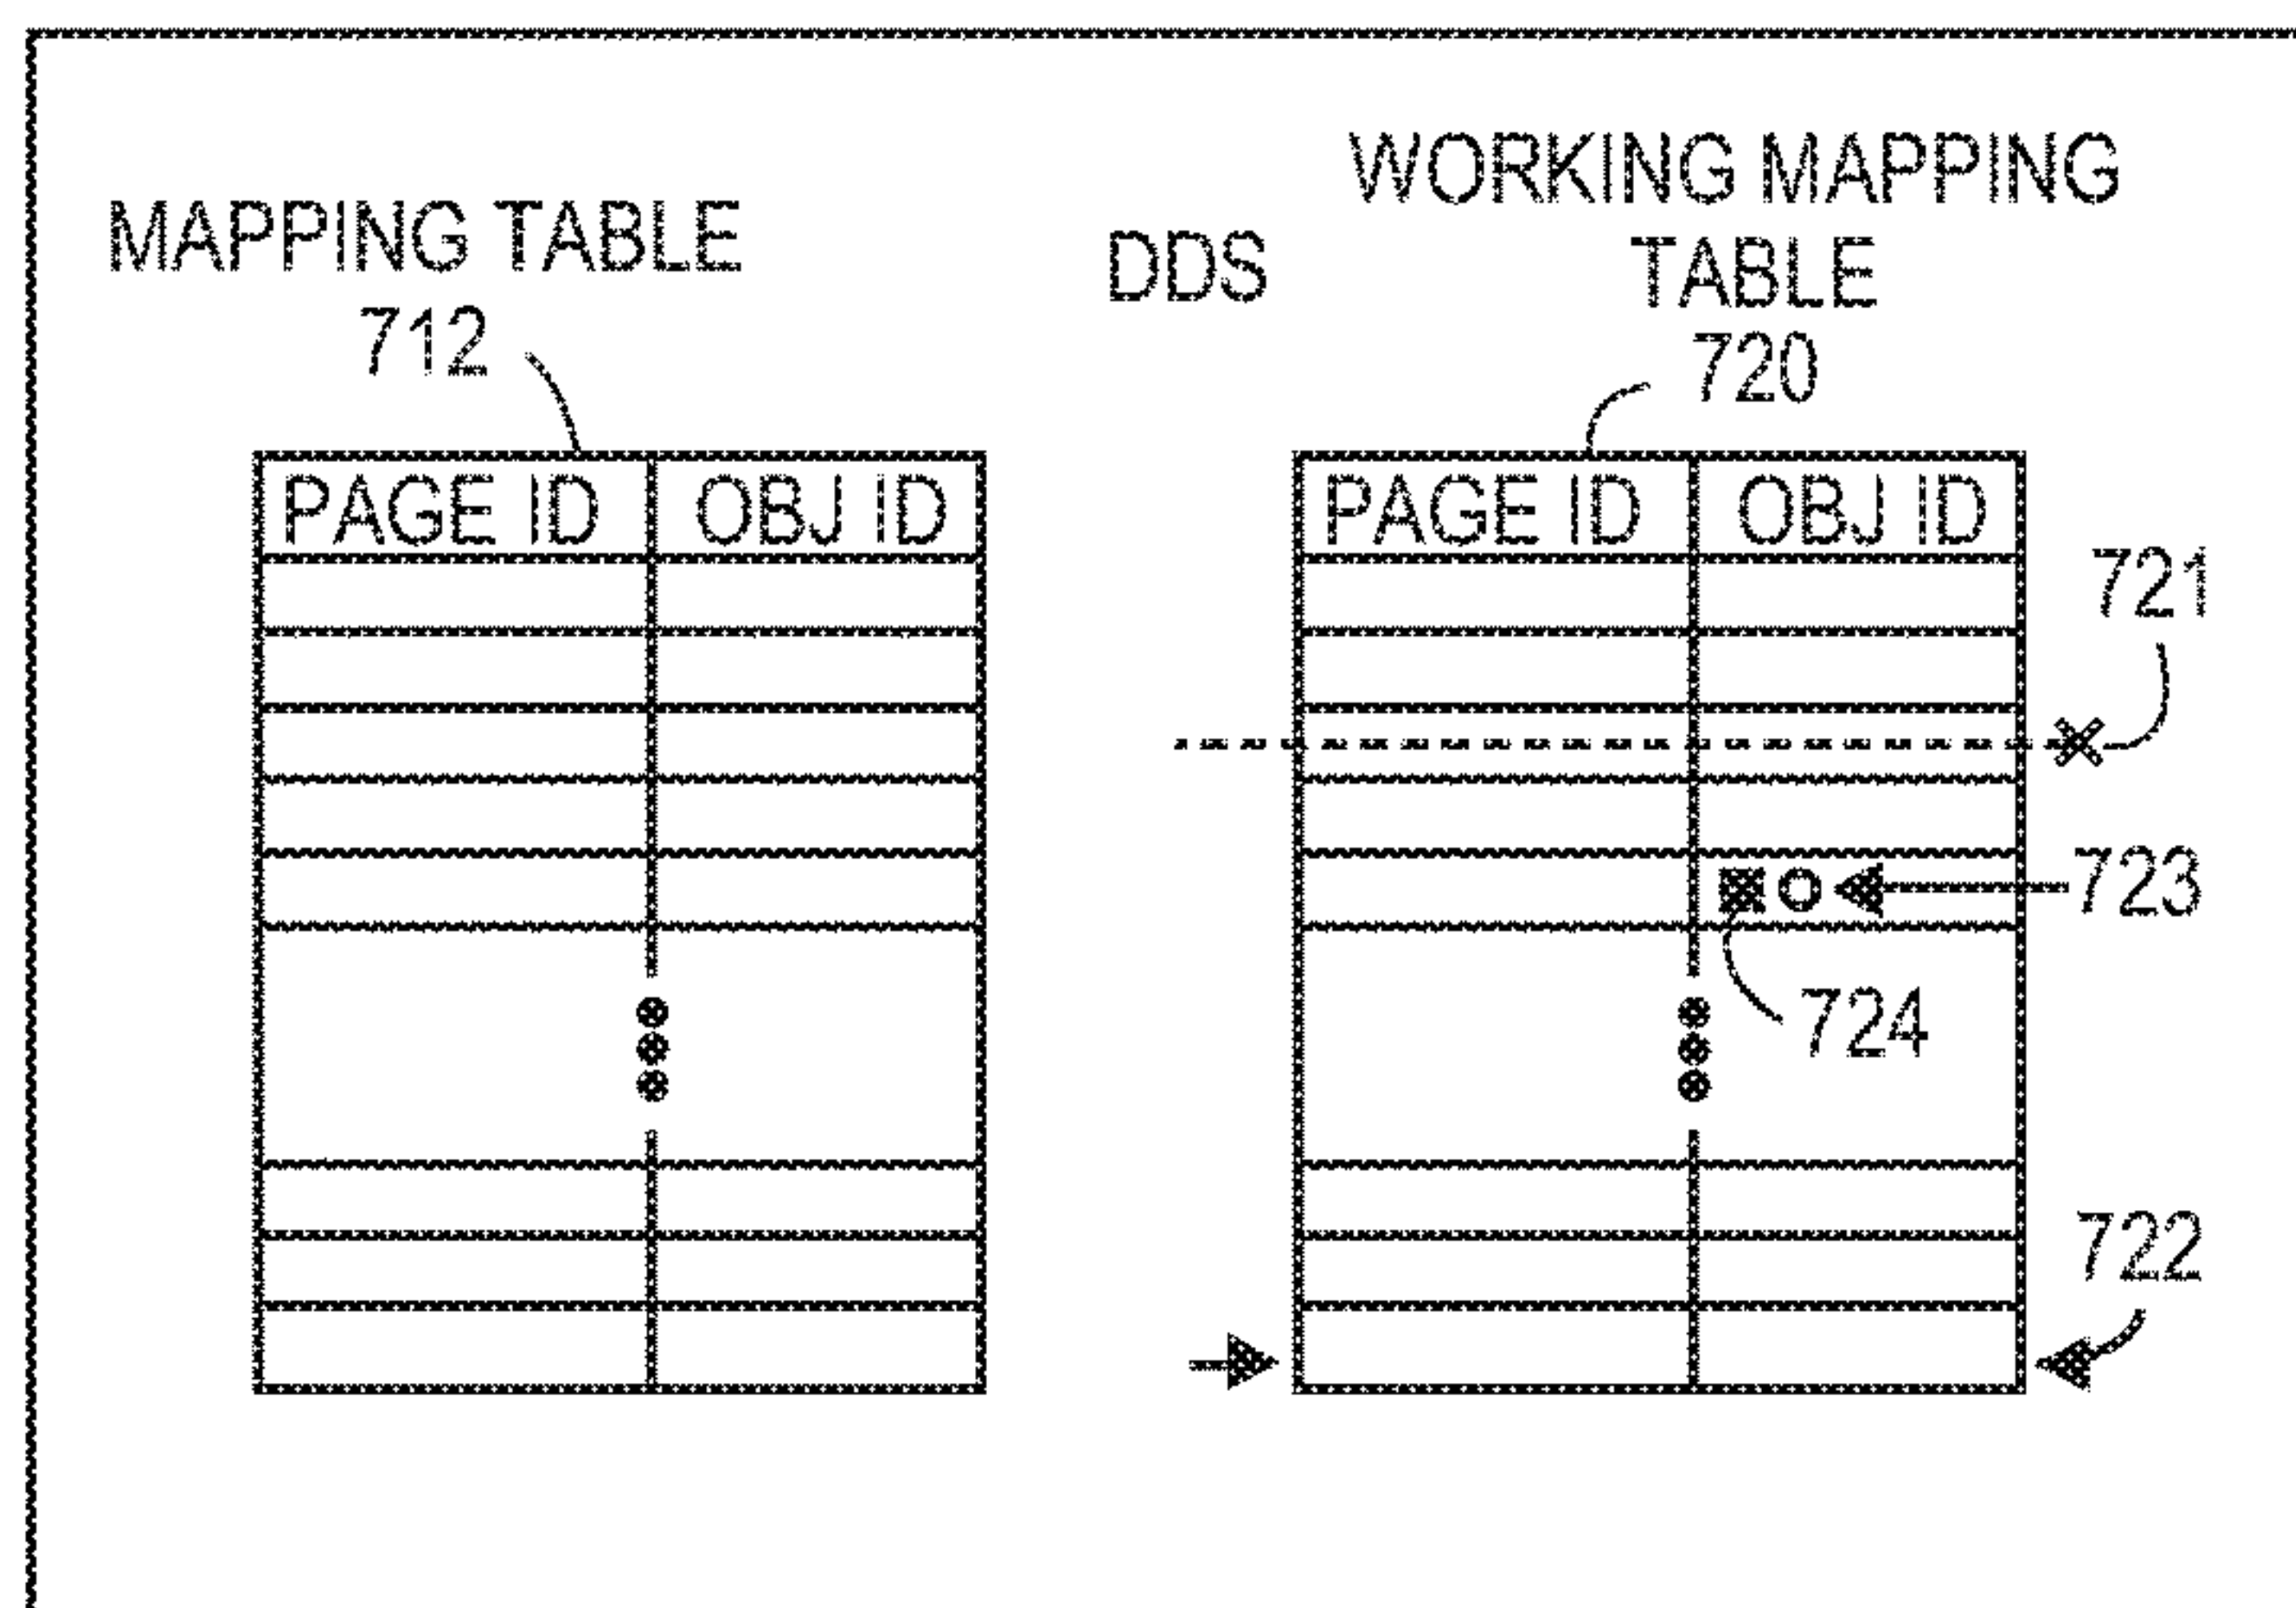 MAPPING TABLE
712
DDS
WORKING MAPPING
TABLE
720
PAGE ID OBJ ID
PAGE ID OBJ ID
721
723
724
722